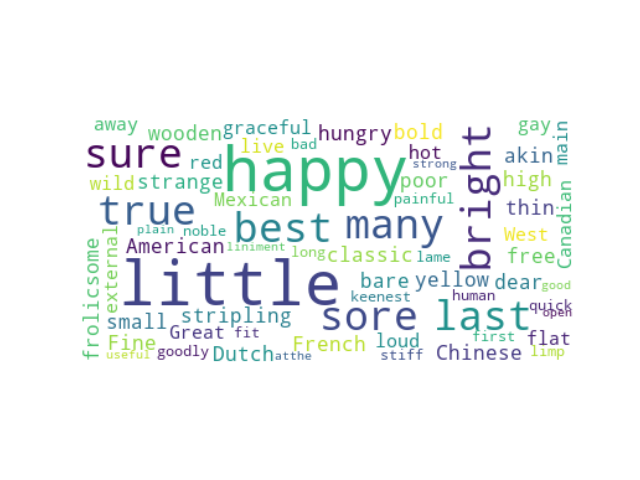 away
wooden
graceful
hungry
bold
gay
main
sure
red
live
bad
hot
strong
akin
happy
bright
wild
strange
Mexican
poor
painful
high
thin
Canadian
true
plain
noble
best
many
West
free
frolicsome
external
American
liniment
long
classic
lame
little
bare
yellow
dear
good
keenest
human
quick
open
small
stripling
sore
last
Great
fit
Fine
useful
goodly
Dutch
atthe
French
loud
stiff
Chinese
first
flat
limp